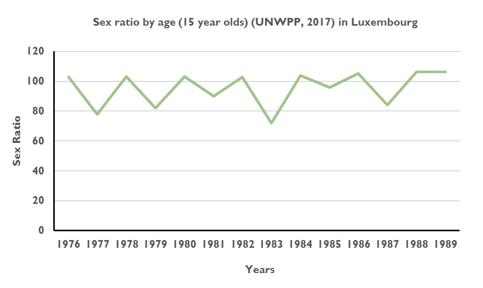 Sex ratio by age (15 year olds) (UNWPP, 2017) in Luxembourg
120
100
80
60
40
20
0
Sex Ratio
1976 1977 1978 1979 1980 1981 1982 1983 1984 1985 1986 1987 1988 1989
Years